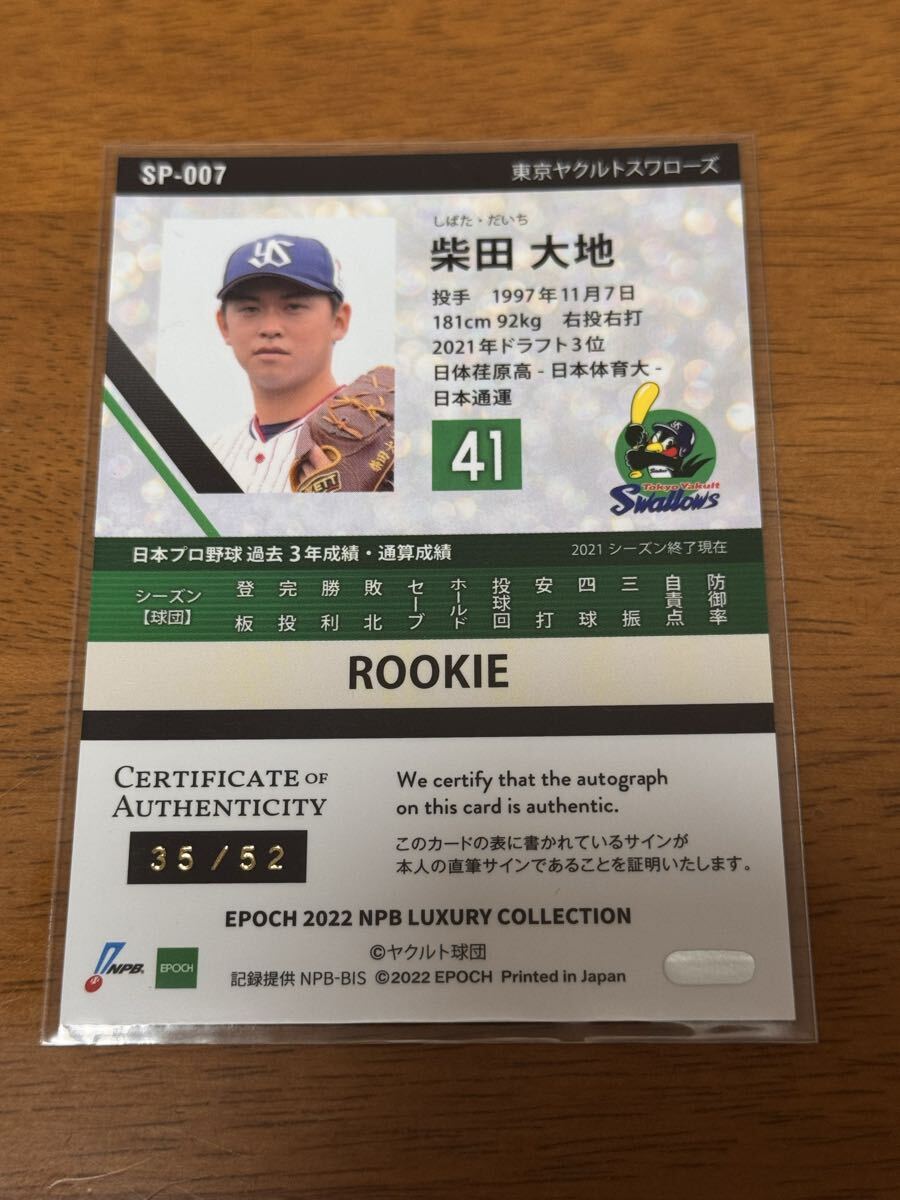 SP-007
東京ヤクルトスワローズ
しばた・だいち
柴田 大地
投手 1997年11月7日
181cm 92kg 右投右打
2021年ドラフト3位
日体荏原高 - 日本体育大 -
日本通運
41
YS
ETT
Tokyo Yakult
Swallows
日本プロ野球 過去 3年成績・通算成績
2021 シーズン終了現在
シーズン
【球団】
登板
完投
勝利
敗北
セーブ
ホールド
投球回
安打
四球
三振
自責点
防御率
ROOKIE
CERTIFICATE OF
AUTHENTICITY
35/52
We certify that the autograph
on this card is authentic.
このカードの表に書かれているサインが
本人の直筆サインであることを証明いたします。
EPOCH 2022 NPB LUXURY COLLECTION
NPB
EPOCH
©ヤクルト球団
記録提供 NPB-BIS ©2022 EPOCH Printed in Japan